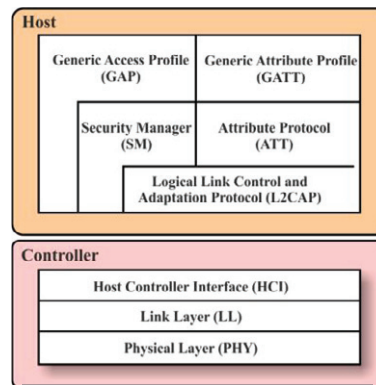 Host
Generic Access Profile
(GAP)
Generic Attribute Profile
(GATT)
Security Manager
(SM)
Attribute Protocol
(ATT)
Logical Link Control and
Adaptation Protocol (L2CAP)
Controller
Host Controller Interface (HCI)
Link Layer (LL)
Physical Layer (PHY)